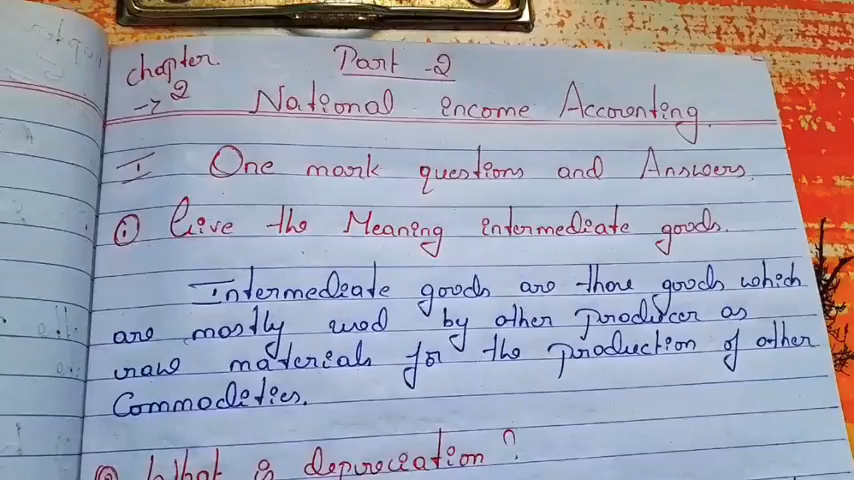 chapter.
Part -2
→ 2
National income Accounting.
I One mark questions and Answers.
① Give the Meaning intermediate goods.
Intermediate goods are those goods which
are mostly used by other producer as
raw materials for the production of other
Commodities.
② What is depreciation?